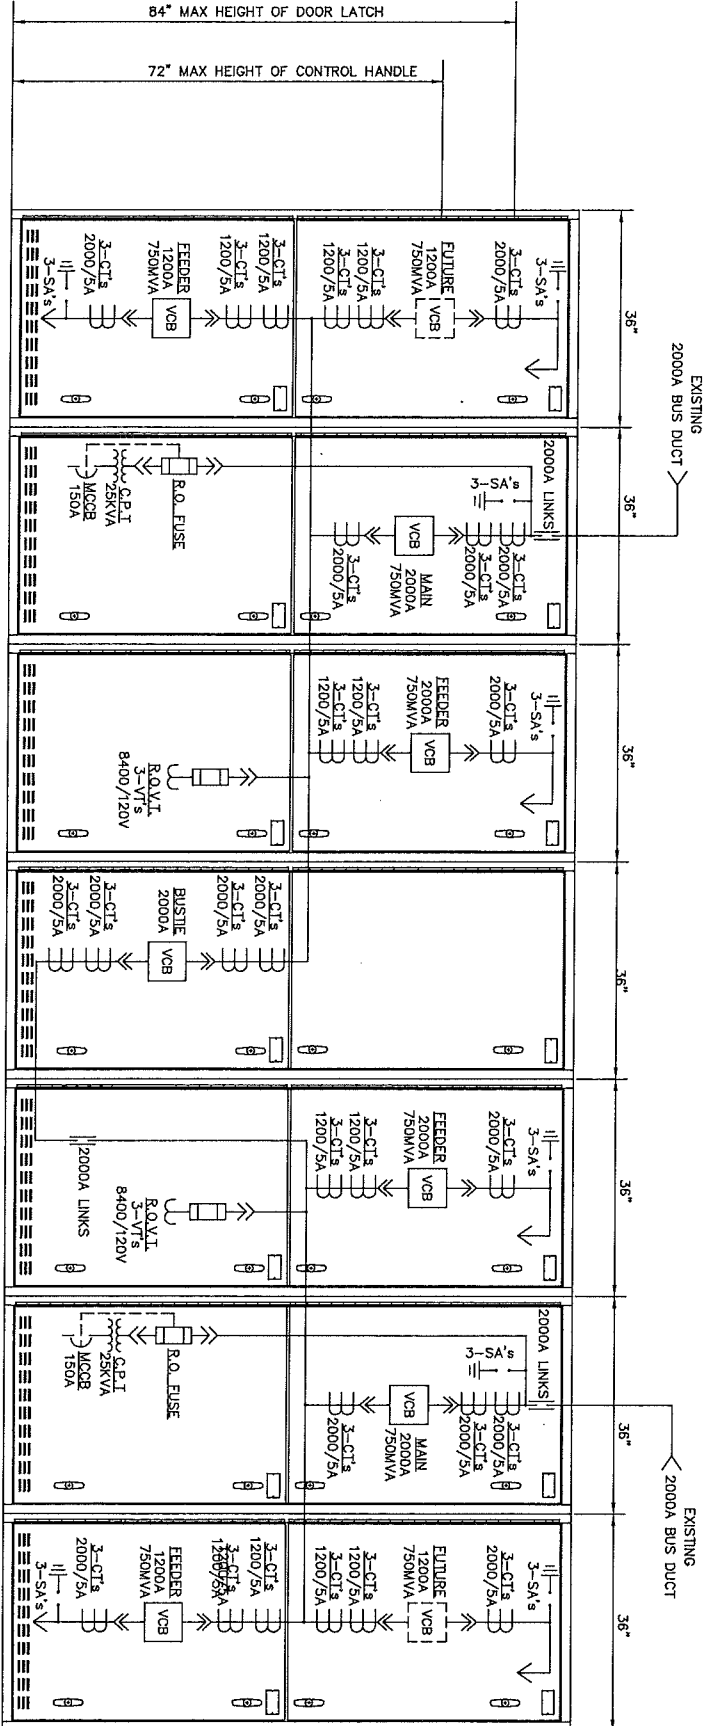 84" MAX HEIGHT OF DOOR LATCH
72" MAX HEIGHT OF CONTROL HANDLE
EXISTING
2000A BUS DUCT
EXISTING
2000A BUS DUCT
36"
36"
36"
36"
36"
36"
36"
3-SA's
3-CT's
2000/5A
FUTURE
1200A
750MVA
VCB
3-CT's
1200/5A
3-CT's
1200/5A
3-CT's
1200/5A
3-CT's
1200/5A
FEEDER
1200A
750MVA
VCB
3-CT's
2000/5A
3-SA's
2000A LINKS
3-SA's
3-CT's
2000/5A
3-CT's
2000/5A
MAIN
2000A
750MVA
VCB
3-CT's
2000/5A
R.O. FUSE
C.P.T
25KVA
MCCB
150A
3-SA's
3-CT's
2000/5A
FEEDER
2000A
750MVA
VCB
3-CT's
1200/5A
3-CT's
1200/5A
R.O.V.T.
3-VT's
8400/120V
3-CT's
2000/5A
3-CT's
2000/5A
BUSTIE
2000A
VCB
3-CT's
2000/5A
3-CT's
2000/5A
3-SA's
3-CT's
2000/5A
FEEDER
2000A
750MVA
VCB
3-CT's
1200/5A
3-CT's
1200/5A
R.O.V.T.
3-VT's
8400/120V
2000A LINKS
2000A LINKS
3-SA's
3-CT's
2000/5A
3-CT's
2000/5A
MAIN
2000A
750MVA
VCB
3-CT's
2000/5A
R.O. FUSE
C.P.T
25KVA
MCCB
150A
3-SA's
3-CT's
2000/5A
FUTURE
1200A
750MVA
VCB
3-CT's
1200/5A
3-CT's
1200/5A
3-CT's
1200/5A
3-CT's
FEEDER
1200A
750MVA
VCB
3-CT's
2000/5A
3-SA's